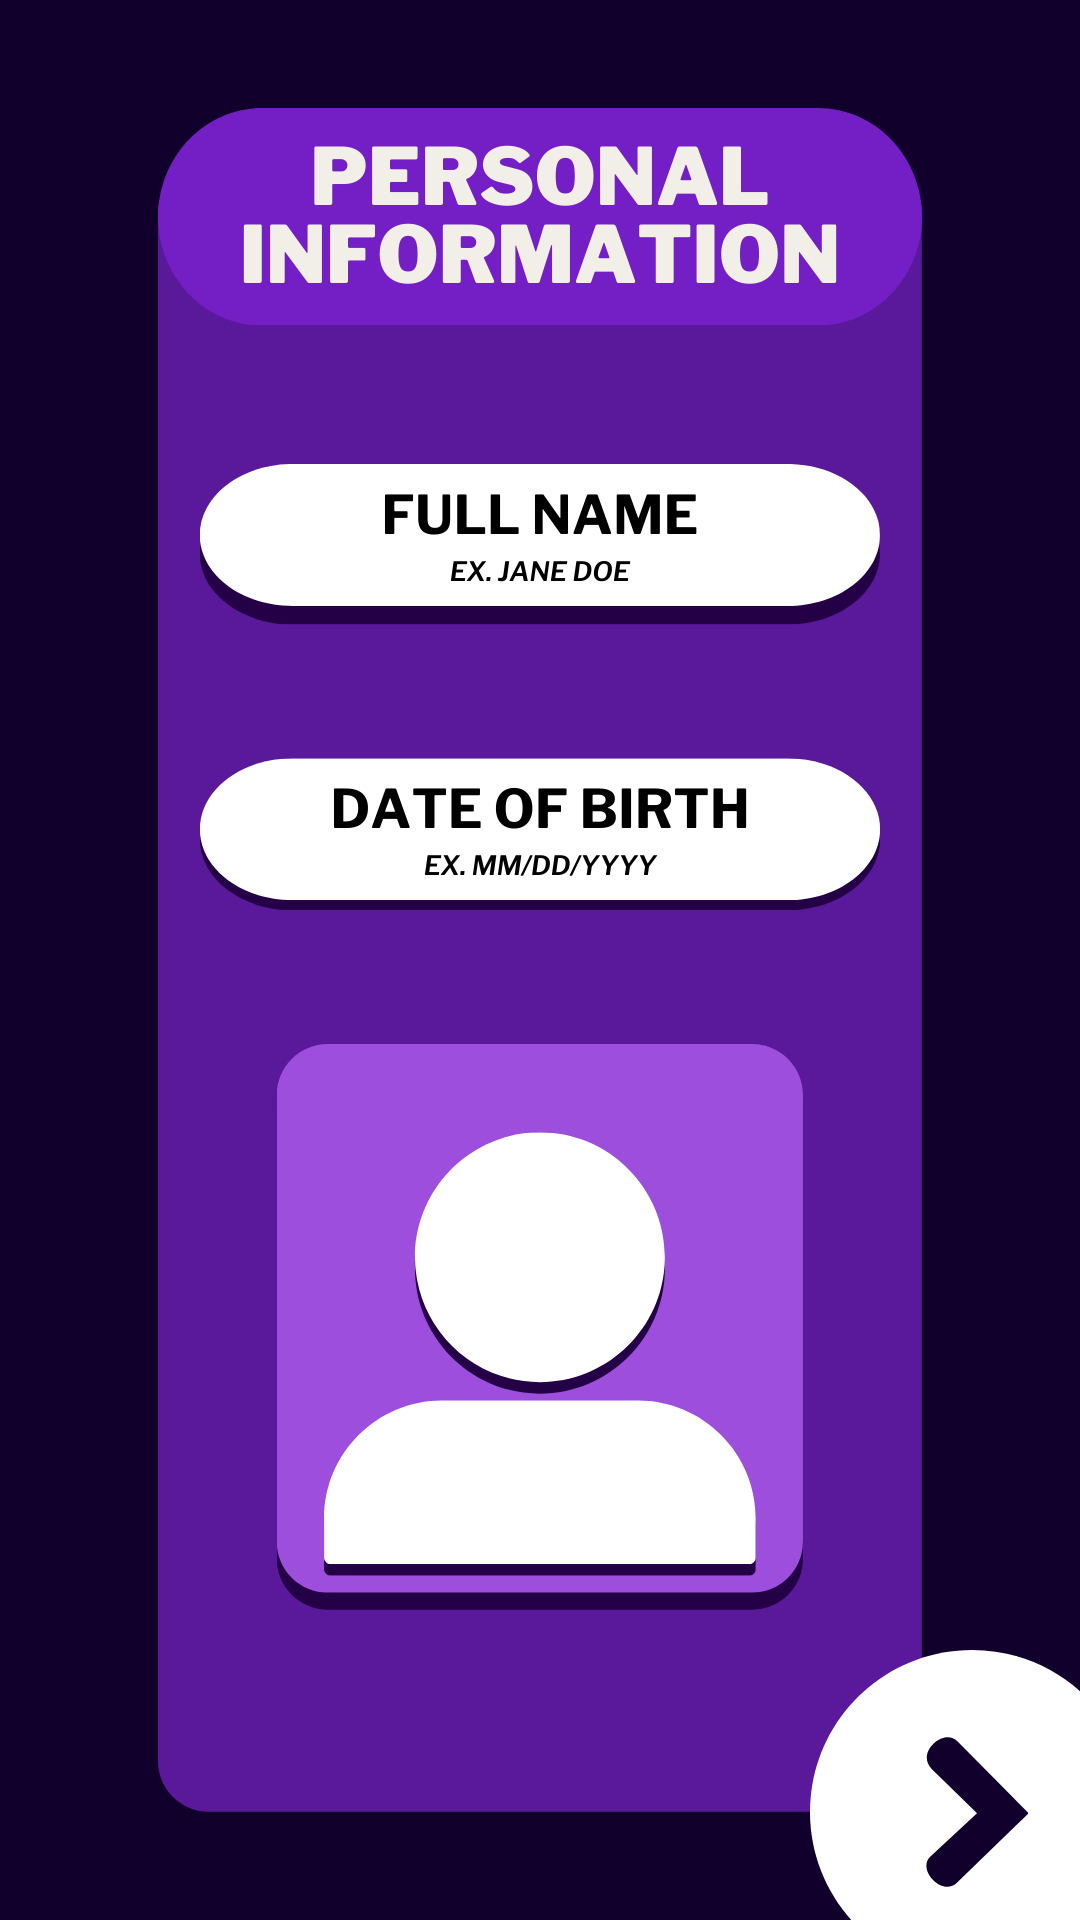 PERSONAL
INFORMATION
FULL NAME
EX. JANE DOE
DATE OF BIRTH
EX. MM/DD/YYYY